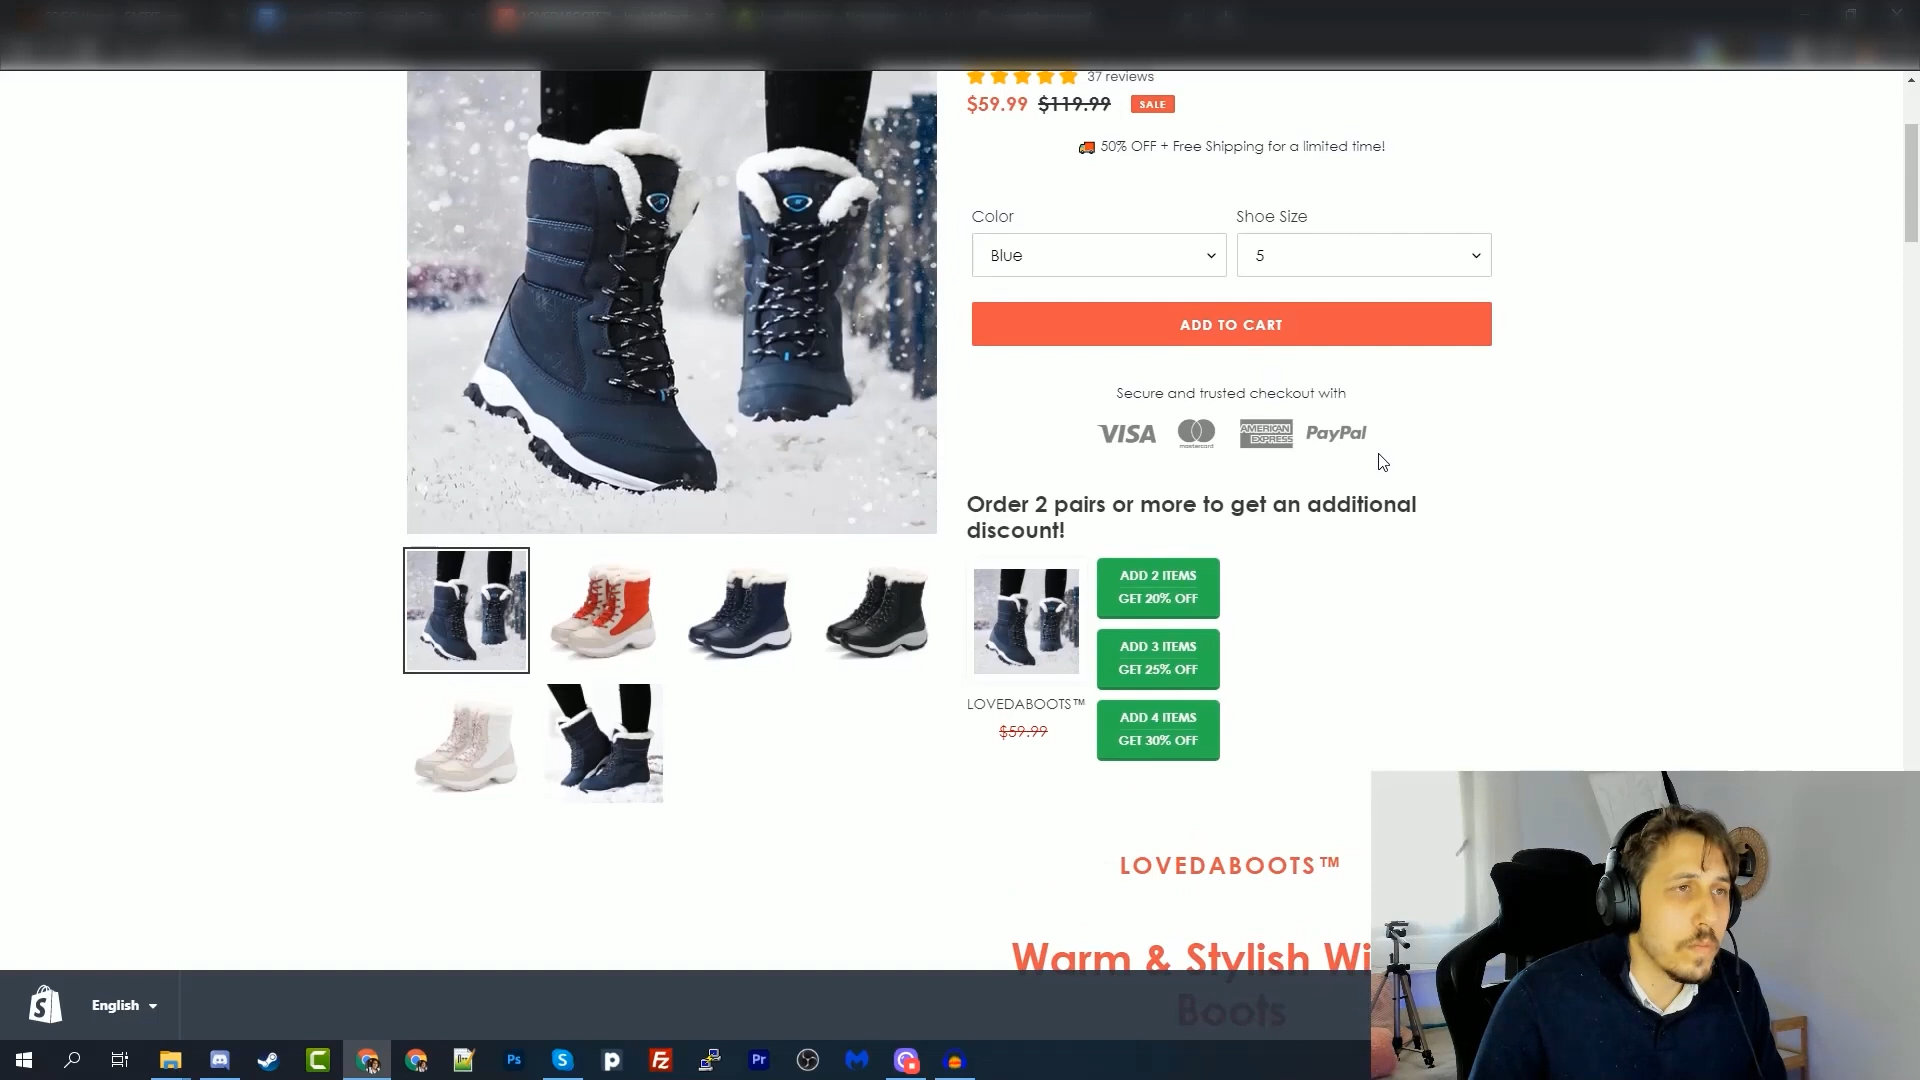 37 reviews
$59.99 $119.99 SALE
50% OFF + Free Shipping for a limited time!
Color
Shoe Size
Blue
5
ADD TO CART
Secure and trusted checkout with
VISA mastercard AMERICAN EXPRESS PayPal
Order 2 pairs or more to get an additional
discount!
ADD 2 ITEMS
GET 20% OFF
ADD 3 ITEMS
GET 25% OFF
LOVEDABOOTS™
$59.99
ADD 4 ITEMS
GET 30% OFF
LOVEDABOOTS™
Warm & Stylish Wi
Boots
English
Ps
Pr